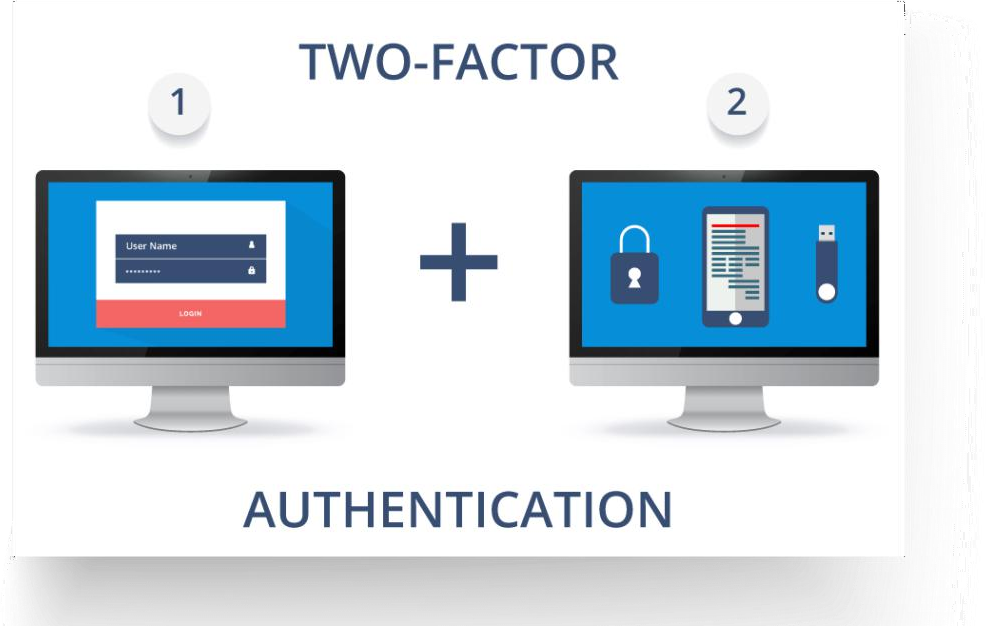 TWO-FACTOR
1
2
User Name
LOGIN
AUTHENTICATION